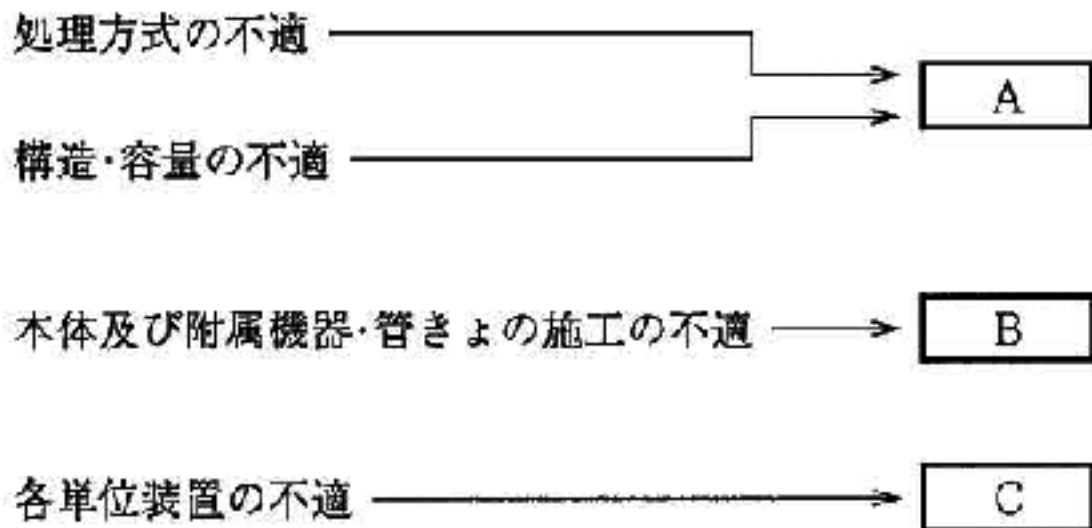 処理方式の不適
A
構造・容量の不適
本体及び附属機器・管きょの施工の不適
B
各単位装置の不適
C